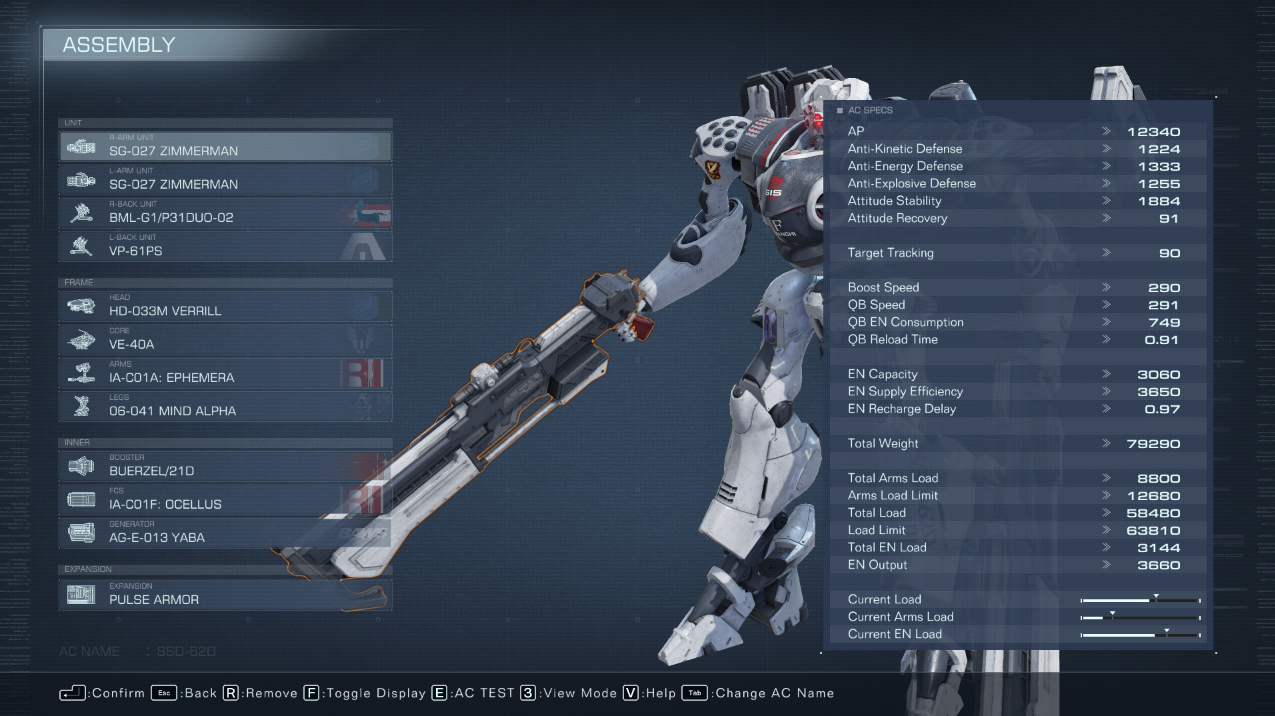 ASSEMBLY
UNIT
R-ARM UNIT
SG-027 ZIMMERMAN
L-ARM UNIT
SG-027 ZIMMERMAN
R-BACK UNIT
BML-G1/P31DUO-02
L-BACK UNIT
VP-61PS
FRAME
HEAD
HD-033M VERRILL
CORE
VE-40A
ARMS
IA-C01A: EPHEMERA
LEGS
06-041 MIND ALPHA
INNER
BOOSTER
BUERZEL/21D
FCS
IA-C01F: OCELLUS
GENERATOR
AG-E-013 YABA
EXPANSION
EXPANSION
PULSE ARMOR
AC NAME : SSD-62D
AC SPECS
AP 12340
Anti-Kinetic Defense 1224
Anti-Energy Defense 1333
Anti-Explosive Defense 1255
Attitude Stability 1884
Attitude Recovery 91
Target Tracking 90
Boost Speed 290
QB Speed 291
QB EN Consumption 749
QB Reload Time 0.91
EN Capacity 3060
EN Supply Efficiency 3650
EN Recharge Delay 0.97
Total Weight 79290
Total Arms Load 8800
Arms Load Limit 12680
Total Load 58480
Load Limit 63810
Total EN Load 3144
EN Output 3660
Current Load
Current Arms Load
Current EN Load
:Confirm Esc :Back R :Remove F :Toggle Display E :AC TEST 3 :View Mode V :Help Tab :Change AC Name